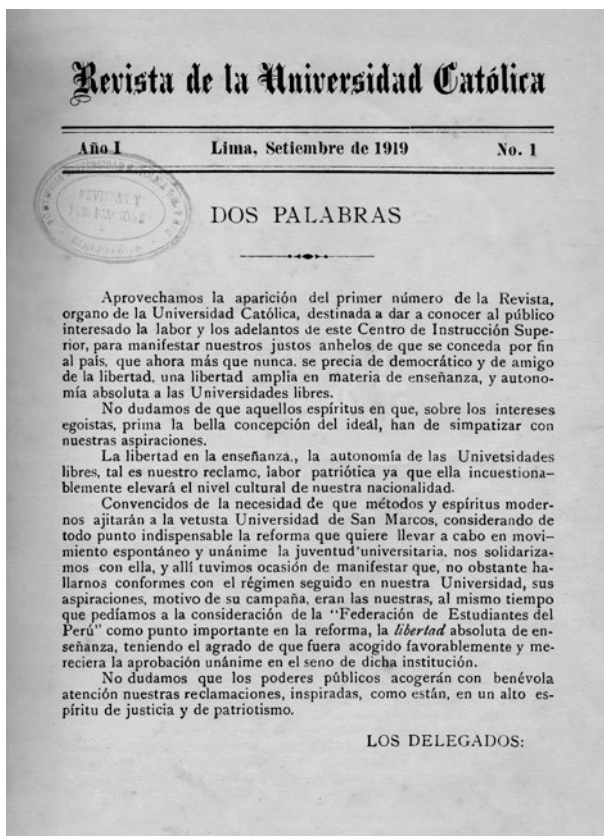 Revista de la Universidad Católica
Año I Lima, Setiembre de 1919 No. 1
DOS PALABRAS
Aprovechamos la aparición del primer número de la Revista,
organo de la Universidad Católica, destinada a dar a conocer al público
interesado la labor y los adelantos de este Centro de Instrucción Supe-
rior, para manifestar nuestros justos anhelos de que se conceda por fin
al país, que ahora más que nunca. se precia de democrático y de amigo
de la libertad, una libertad amplia en materia de enseñanza, y autono-
mía absoluta a las Universidades libres.
No dudamos de que aquellos espíritus en que, sobre los intereses
egoistas, prima la bella concepción del ideal, han de simpatizar con
nuestras aspiraciones.
La libertad en la enseñanza,, la autonomía de las Univetsidades
libres, tal es nuestro reclamo, labor patriótica ya que ella incuestiona-
blemente elevará el nivel cultural de nuestra nacionalidad.
Convencidos de la necesidad de que métodos y espíritus moder-
nos ajitarán a la vetusta Universidad de San Marcos, considerando de
todo punto indispensable la reforma que quiere llevar a cabo en movi-
miento espontáneo y unánime la juventud'universitaria, nos solidariza-
mos con ella, y allí tuvimos ocasión de manifestar que, no obstante ha-
llarnos conformes con el régimen seguido en nuestra Universidad, sus
aspiraciones, motivo de su campaña, eran las nuestras, al mismo tiempo
que pedíamos a la consideración de la "Federación de Estudiantes del
Perú" como punto importante en la reforma, la libertad absoluta de en-
señanza, teniendo el agrado de que fuera acogido favorablemente y me-
reciera la aprobación unánime en el seno de dicha institución.
No dudamos que los poderes públicos acogerán con benévola
atención nuestras reclamaciones, inspiradas, como están, en un alto es-
píritu de justicia y de patriotismo.
LOS DELEGADOS: